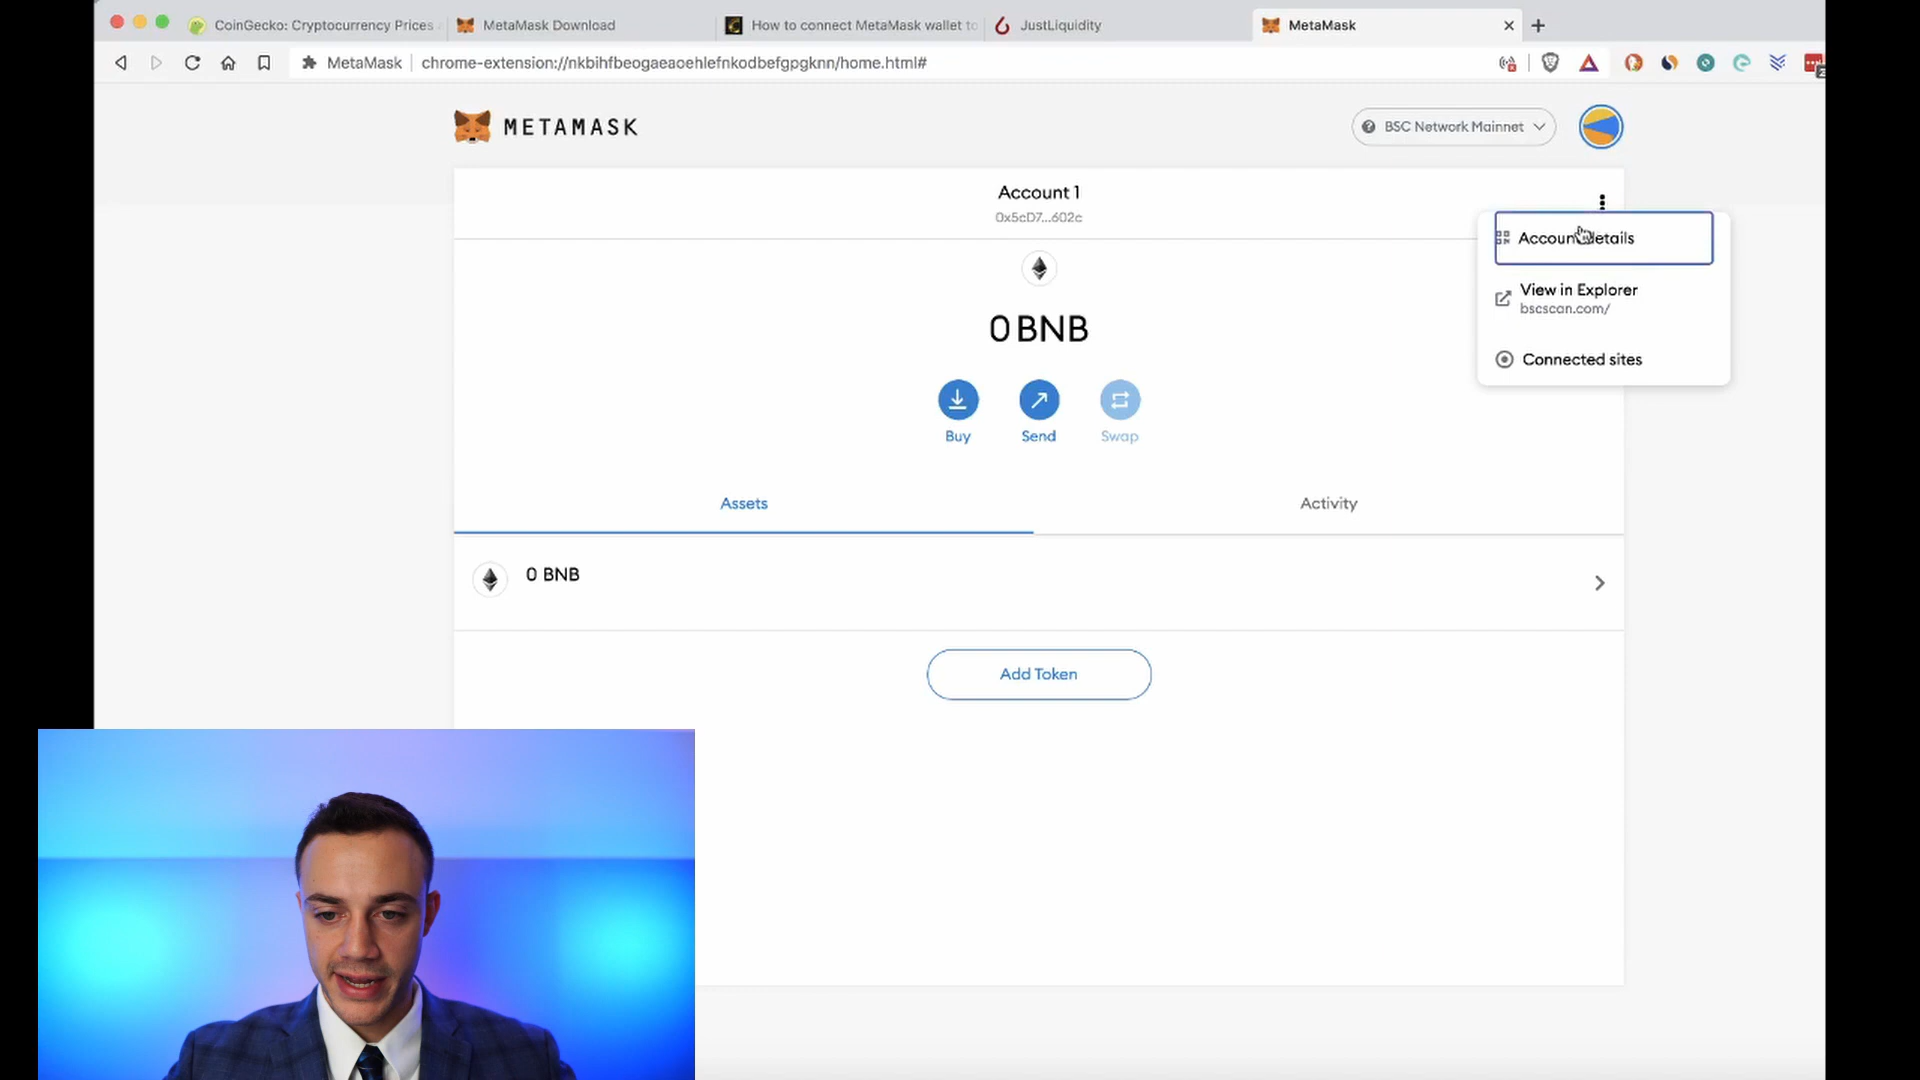 CoinGecko: Cryptocurrency Prices
MetaMask Download
How to connect MetaMask wallet to
JustLiquidity
MetaMask
MetaMask
chrome-extension://nkbihfbeogaeaoehlefnkodbefgpgknn/home.html#
METAMASK
BSC Network Mainnet
Account 1
0x5cD7...602c
Account details
View in Explorer
bscscan.com/
Connected sites
0 BNB
Buy
Send
Swap
Assets
Activity
0 BNB
Add Token